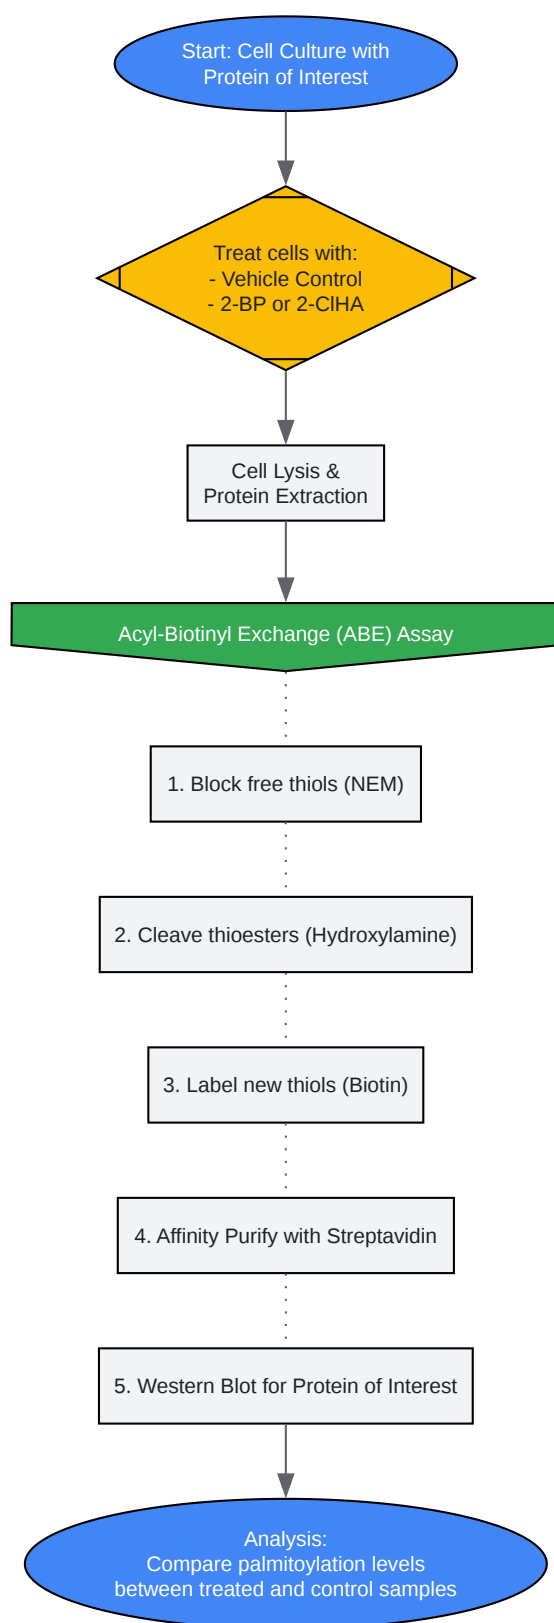 Start: Cell Culture with
Protein of Interest
Treat cells with:
- Vehicle Control
- 2-BP or 2-ClHA
Cell Lysis &
Protein Extraction
Acyl-Biotinyl Exchange (ABE) Assay
1. Block free thiols (NEM)
2. Cleave thioesters (Hydroxylamine)
3. Label new thiols (Biotin)
4. Affinity Purify with Streptavidin
5. Western Blot for Protein of Interest
Analysis:
Compare palmitoylation levels
between treated and control samples